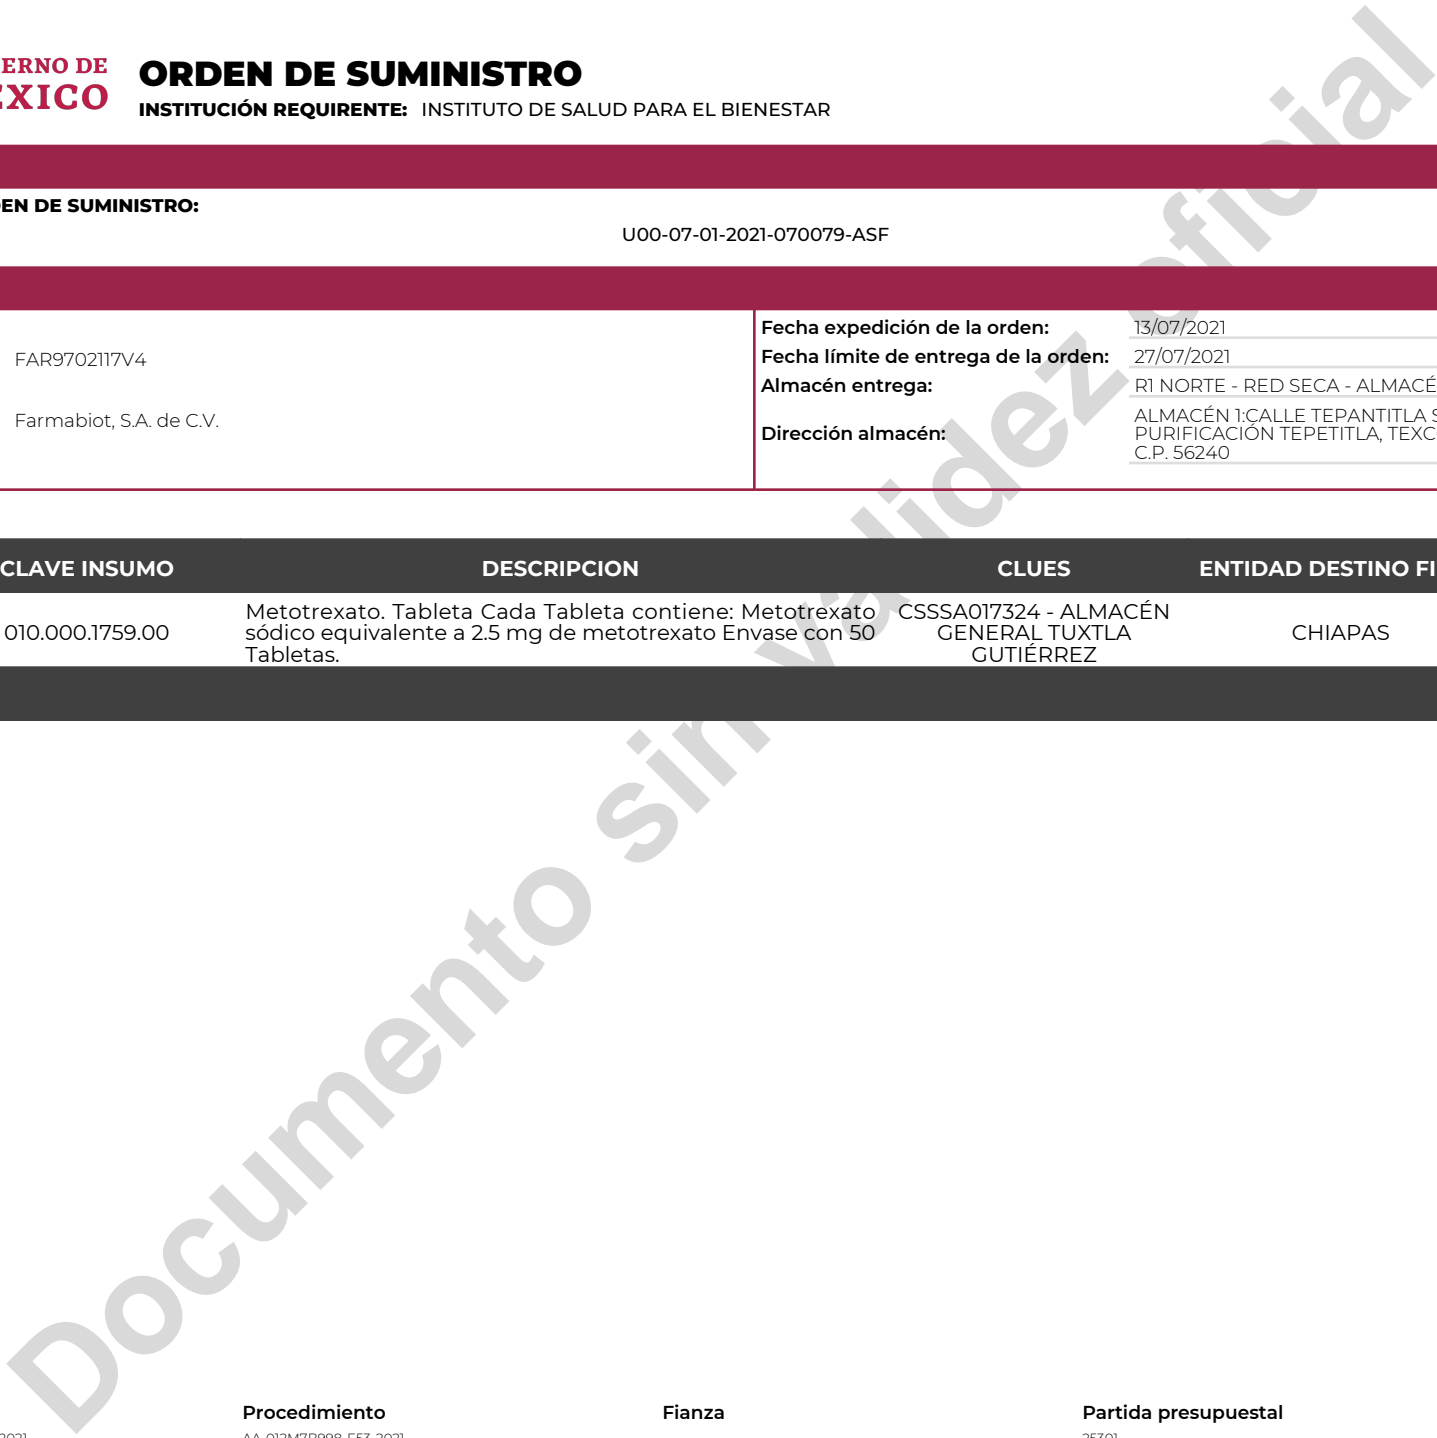 ERNO DE
EXICO
ORDEN DE SUMINISTRO
INSTITUCIÓN REQUIRENTE: INSTITUTO DE SALUD PARA EL BIENESTAR
EN DE SUMINISTRO:
U00-07-01-2021-070079-ASF
FAR9702117V4
Farmabiot, S.A. de C.V.
Fecha expedición de la orden: 13/07/2021
Fecha límite de entrega de la orden: 27/07/2021
Almacén entrega: R1 NORTE - RED SECA - ALMACÉ
Dirección almacén:
ALMACÉN 1:CALLE TEPANTITLA S
PURIFICACIÓN TEPETITLA, TEXC
C.P. 56240
CLAVE INSUMO DESCRIPCION CLUES ENTIDAD DESTINO FI
010.000.1759.00
Metotrexato. Tableta Cada Tableta contiene: Metotrexato
sódico equivalente a 2.5 mg de metotrexato Envase con 50
Tabletas.
CSSSA017324 - ALMACÉN
GENERAL TUXTLA
GUTIÉRREZ
CHIAPAS
Documento sin validez oficial
Procedimiento Fianza Partida presupuestal